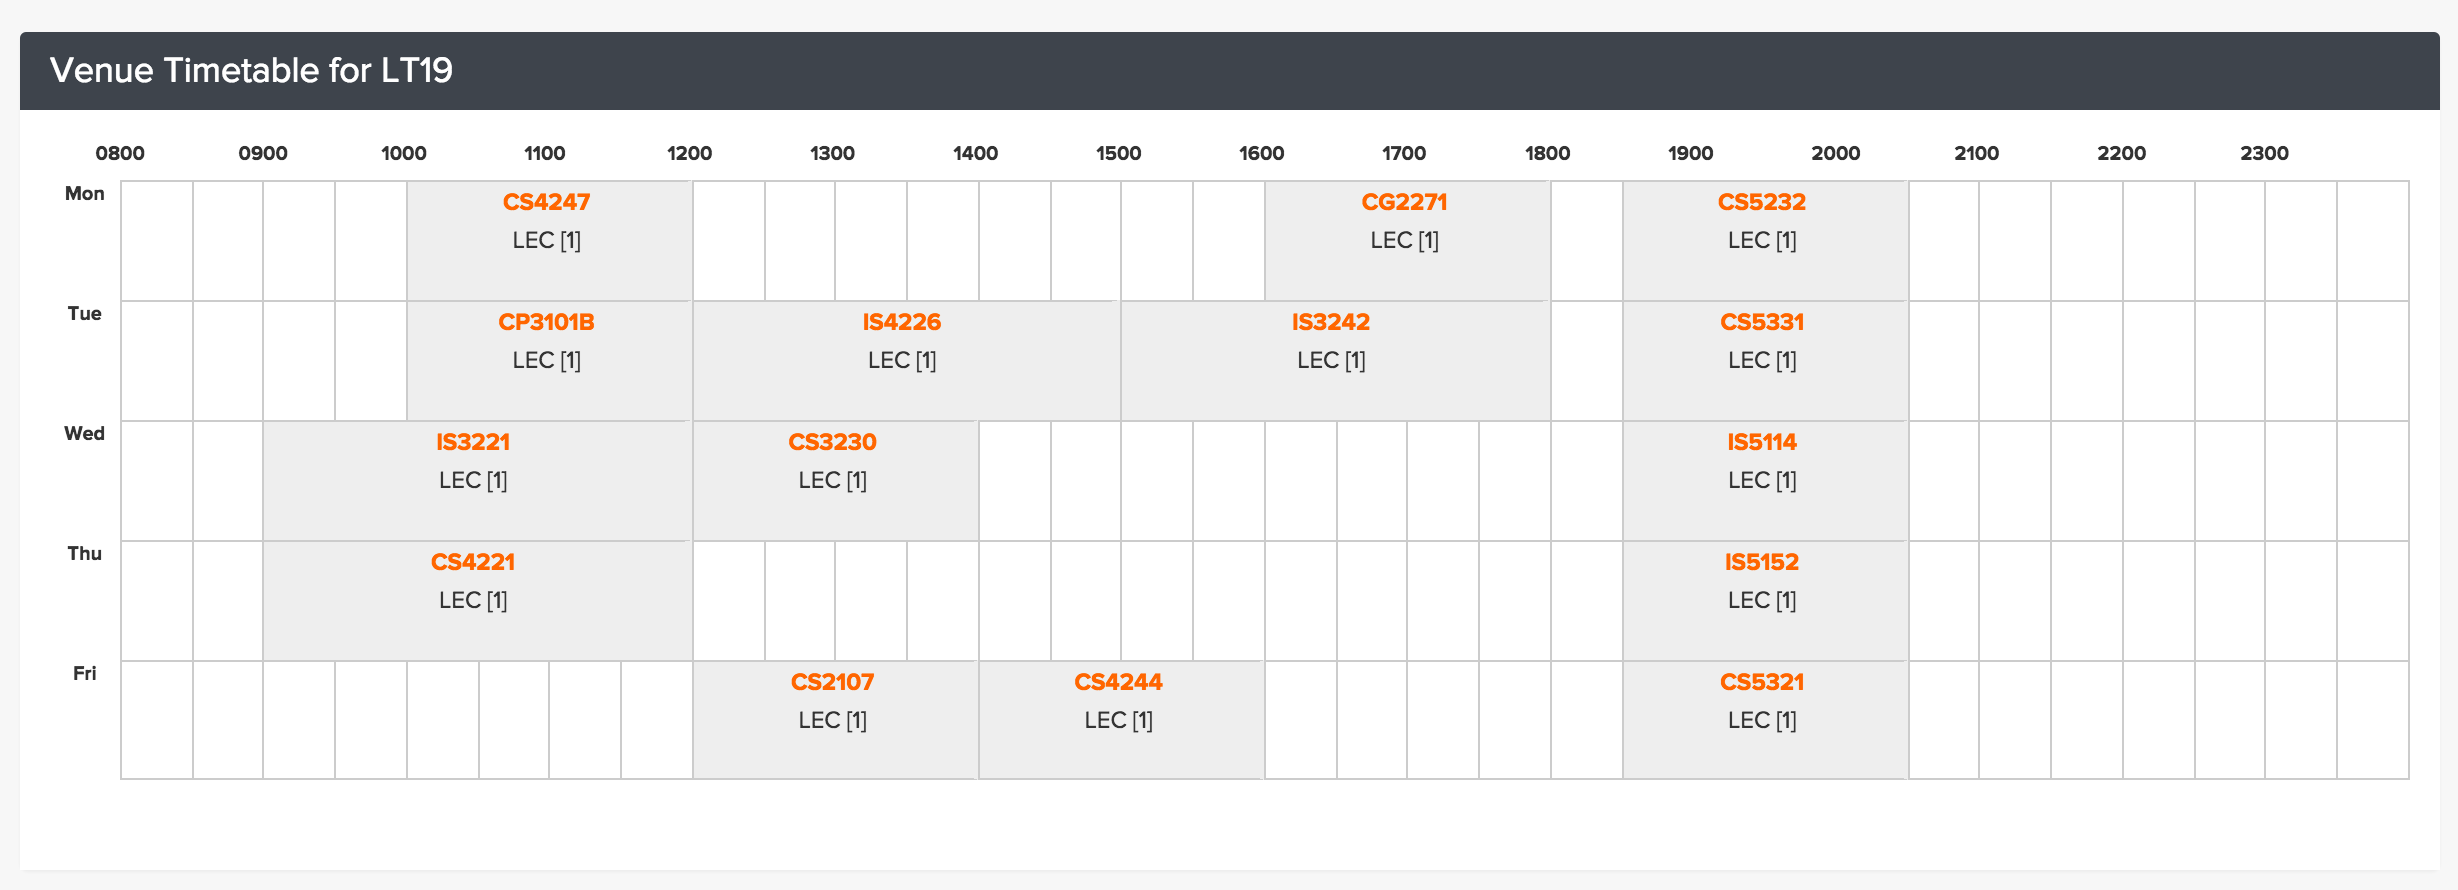 Venue Timetable for LT19
0800 0900 1000 1100 1200 1300 1400 1500 1600 1700 1800 1900 2000 2100 2200 2300
Mon CS4247 CG2271 CS5232
LEC [1] LEC [1] LEC [1]
Tue CP3101B IS4226 IS3242 CS5331
LEC [1] LEC [1] LEC [1] LEC [1]
Wed IS3221 CS3230 IS5114
LEC [1] LEC [1] LEC [1]
Thu CS4221 IS5152
LEC [1] LEC [1]
Fri CS2107 CS4244 CS5321
LEC [1] LEC [1] LEC [1]